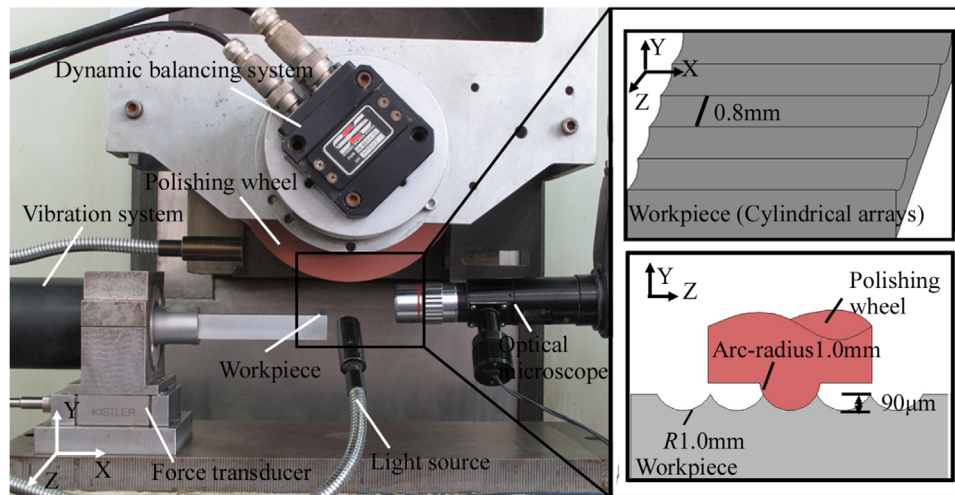 Dynamic balancing system
Polishing wheel
Vibration system
Workpiece
Optical
microscope
KISTLER
Force transducer
Light source
Y
X
Z
Y
X
Z
0.8mm
Workpiece (Cylindrical arrays)
Y
Z
Polishing
wheel
Arc-radius1.0mm
90μm
R1.0mm
Workpiece